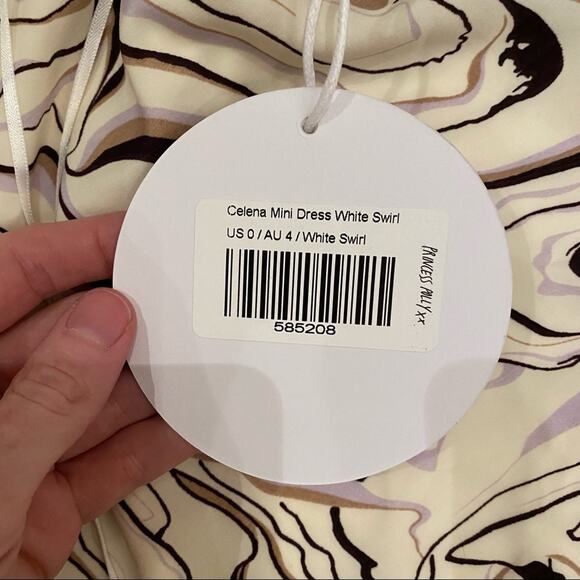 Celena Mini Dress White Swirl
US 0 / AU 4 / White Swirl
585208
PRINCESS POLLY xx